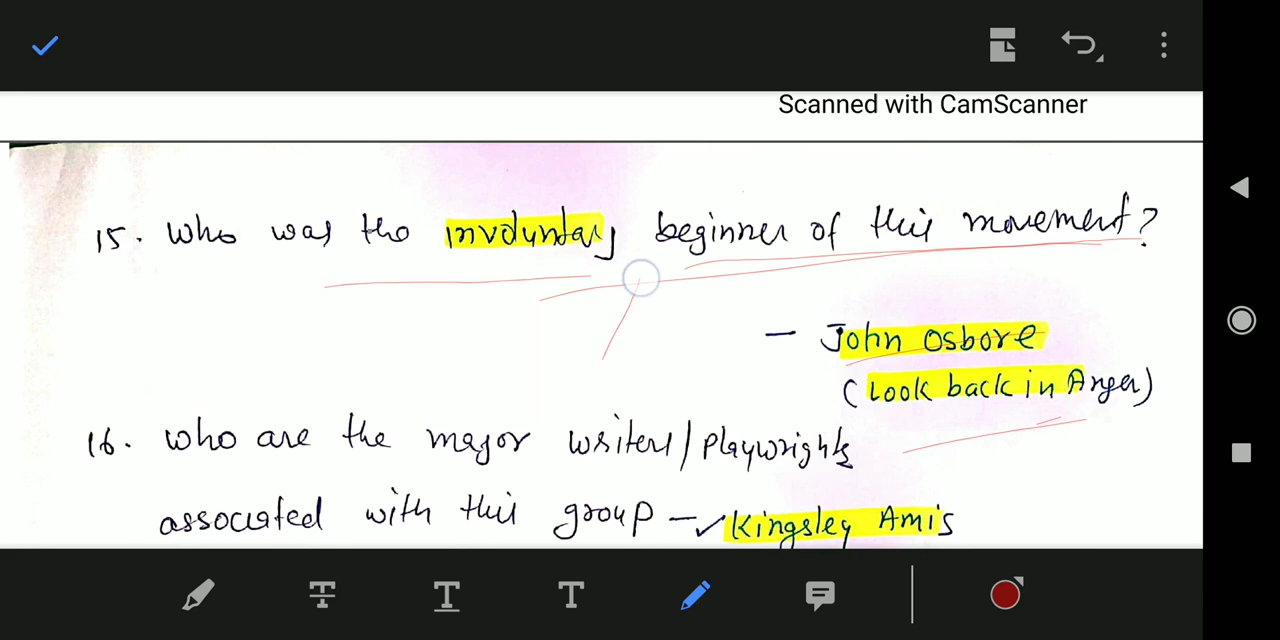 Scanned with CamScanner
15. Who was the involuntary beginner of this movement?
- John Osbore
(Look back in Anger)
16. Who are the major writers/playwrights
associated with this group - ✓ Kingsley Amis